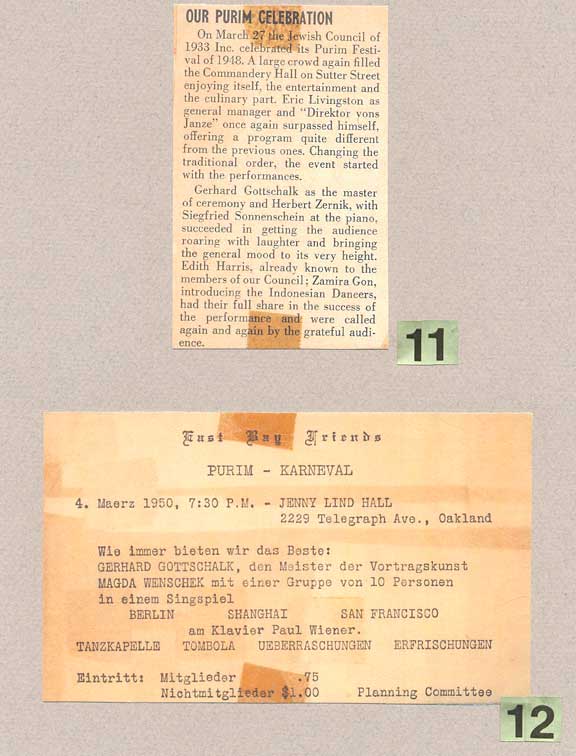 OUR PURIM CELEBRATION
On March 27 the Jewish Council of
1933 Inc. celebrated its Purim Festi-
val of 1948. A large crowd again filled
the Commandery Hall on Sutter Street
enjoying itself, the entertainment and
the culinary part. Eric Livingston as
general manager and "Direktor vons
Janze" once again surpassed himself,
offering a program quite different
from the previous ones. Changing the
traditional order, the event started
with the performances.
Gerhard Gottschalk as the master
of ceremony and Herbert Zernik, with
Siegfried Sonnenschein at the piano,
succeeded in getting the audience
roaring with laughter and bringing
the general mood to its very height.
Edith Harris, already known to the
members of our Council; Zamira Gon,
introducing the Indonesian Dancers,
had their full share in the success of
the performance and were called
again and again by the grateful audi-
ence.
11
East Bay Friends
PURIM - KARNEVAL
4. Maerz 1950, 7:30 P.M. - JENNY LIND HALL
2229 Telegraph Ave., Oakland
Wie immer bieten wir das Beste:
GERHARD GOTTSCHALK, den Meister der Vortragskunst
MAGDA WENSCHEK mit einer Gruppe von 10 Personen
in einem Singspiel
BERLIN SHANGHAI SAN FRANCISCO
am Klavier Paul Wiener.
TANZKAPELLE TOMBOLA UEBERRASCHUNGEN ERFRISCHUNGEN
Eintritt: Mitglieder .75
Nichtmitglieder $1.00 Planning Committee
12